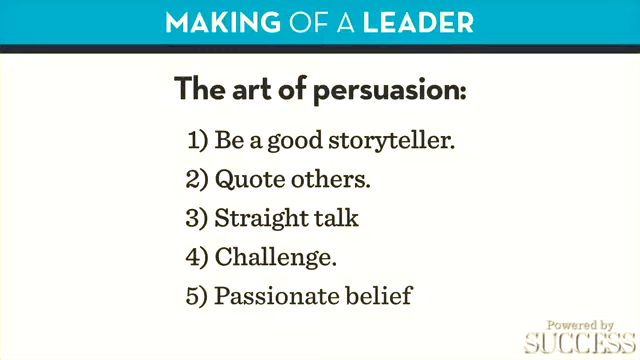 MAKING OF A LEADER
The art of persuasion:
1) Be a good storyteller.
2) Quote others.
3) Straight talk
4) Challenge.
5) Passionate belief
Powered by
SUCCESS